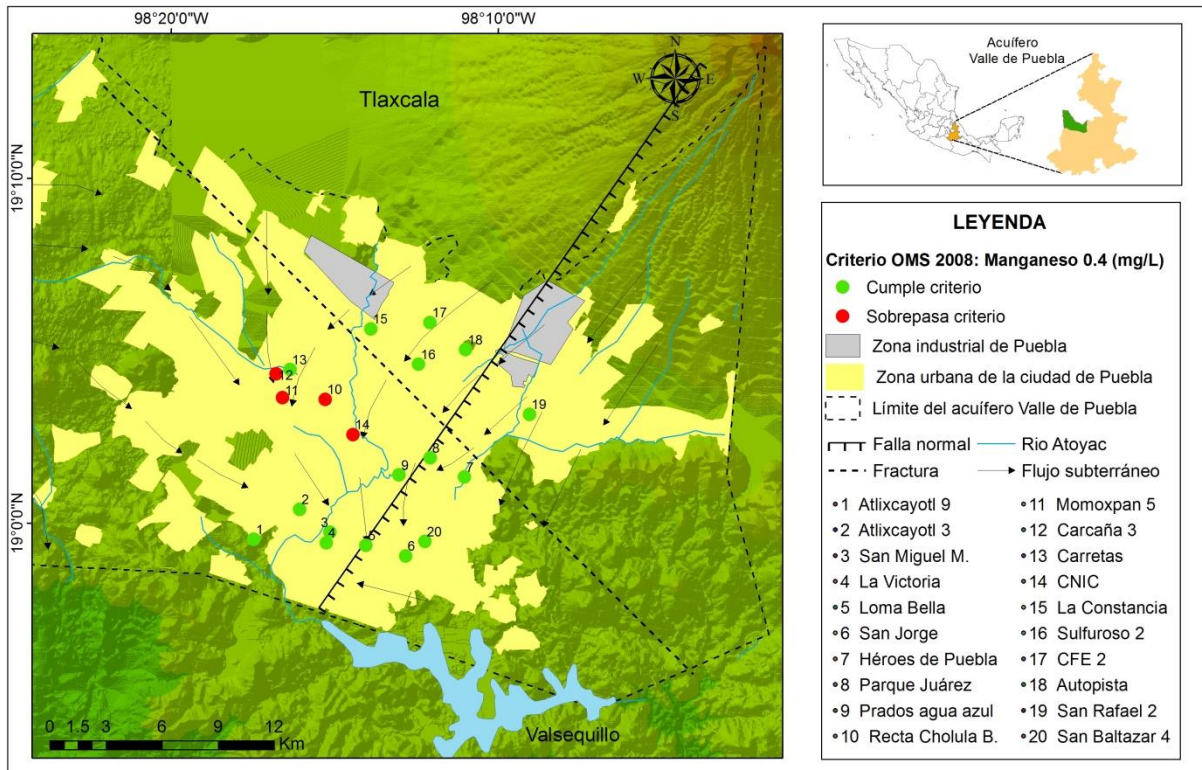 98°20'0"W
98°10'0"W
19°10'0"N
19°0'0"N
N
W
E
S
Tlaxcala
15
17
18
16
13
12
11
10
14
19
8
9
7
2
3
4
1
5
6
20
0 1.5 3 6 9 12
Km
Valsequillo
Acuífero
Valle de Puebla
LEYENDA
Criterio OMS 2008: Manganeso 0.4 (mg/L)
Cumple criterio
Sobrepasa criterio
Zona industrial de Puebla
Zona urbana de la ciudad de Puebla
Límite del acuífero Valle de Puebla
Falla normal
Rio Atoyac
Fractura
Flujo subterráneo
1 Atlixcayotl 9
2 Atlixcayotl 3
3 San Miguel M.
4 La Victoria
5 Loma Bella
6 San Jorge
7 Héroes de Puebla
8 Parque Juárez
9 Prados agua azul
10 Recta Cholula B.
11 Momoxpan 5
12 Carcaña 3
13 Carretas
14 CNIC
15 La Constancia
16 Sulfuroso 2
17 CFE 2
18 Autopista
19 San Rafael 2
20 San Baltazar 4